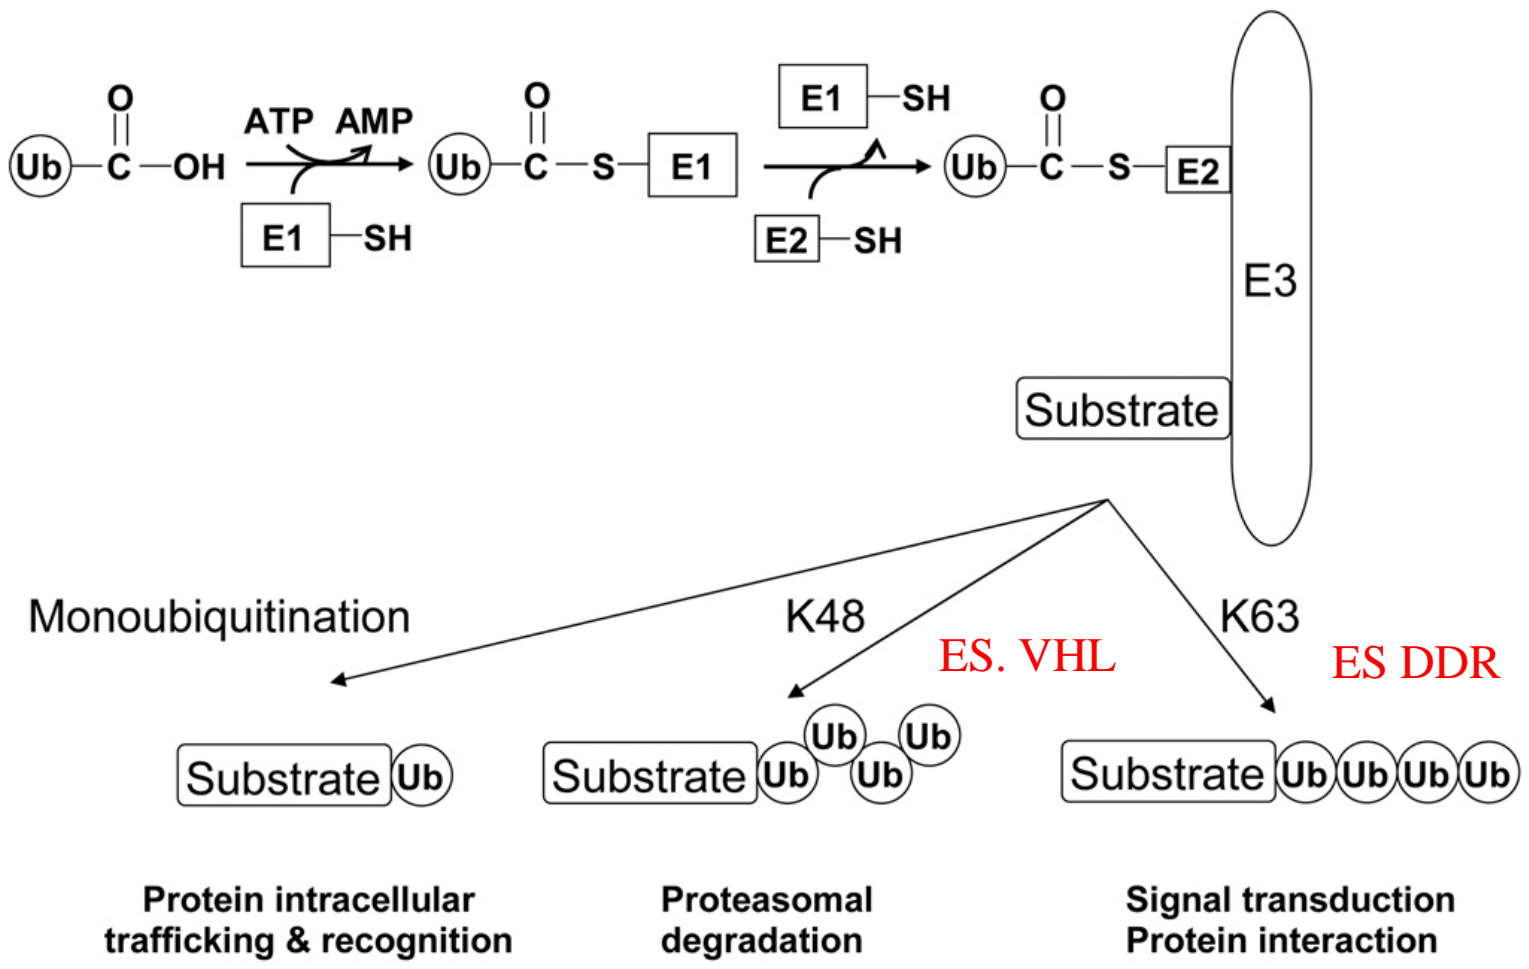 O
ATP AMP
Ub C OH
E1 SH
O
Ub C S E1
E1 SH
E2 SH
O
Ub C S E2
E3
Substrate
Monoubiquitination
K48
K63
ES. VHL
ES DDR
Substrate Ub
Substrate Ub Ub Ub Ub
Substrate Ub Ub Ub Ub
Protein intracellular
trafficking & recognition
Proteasomal
degradation
Signal transduction
Protein interaction